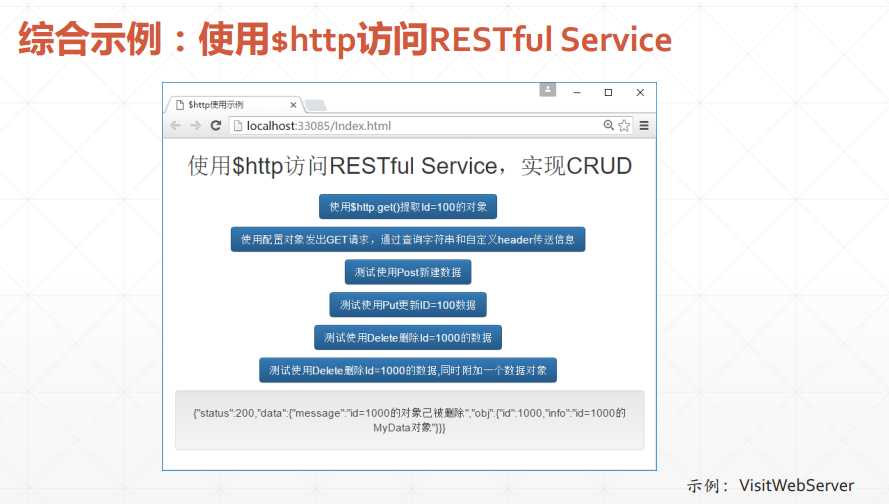 综合示例：使用$http访问RESTful Service
$http使用示例
localhost:33085/Index.html
使用$http访问RESTful Service，实现CRUD
使用$http.get()提取Id=100的对象
使用配置对象发出GET请求，通过查询字符串和自定义header传送信息
测试使用Post新建数据
测试使用Put更新ID=100数据
测试使用Delete删除Id=1000的数据
测试使用Delete删除Id=1000的数据,同时附加一个数据对象
{"status":200,"data":{"message":"id=1000的对象己被删除","obj":{"id":1000,"info":"id=1000的
MyData对象"}}}
示例：VisitWebServer